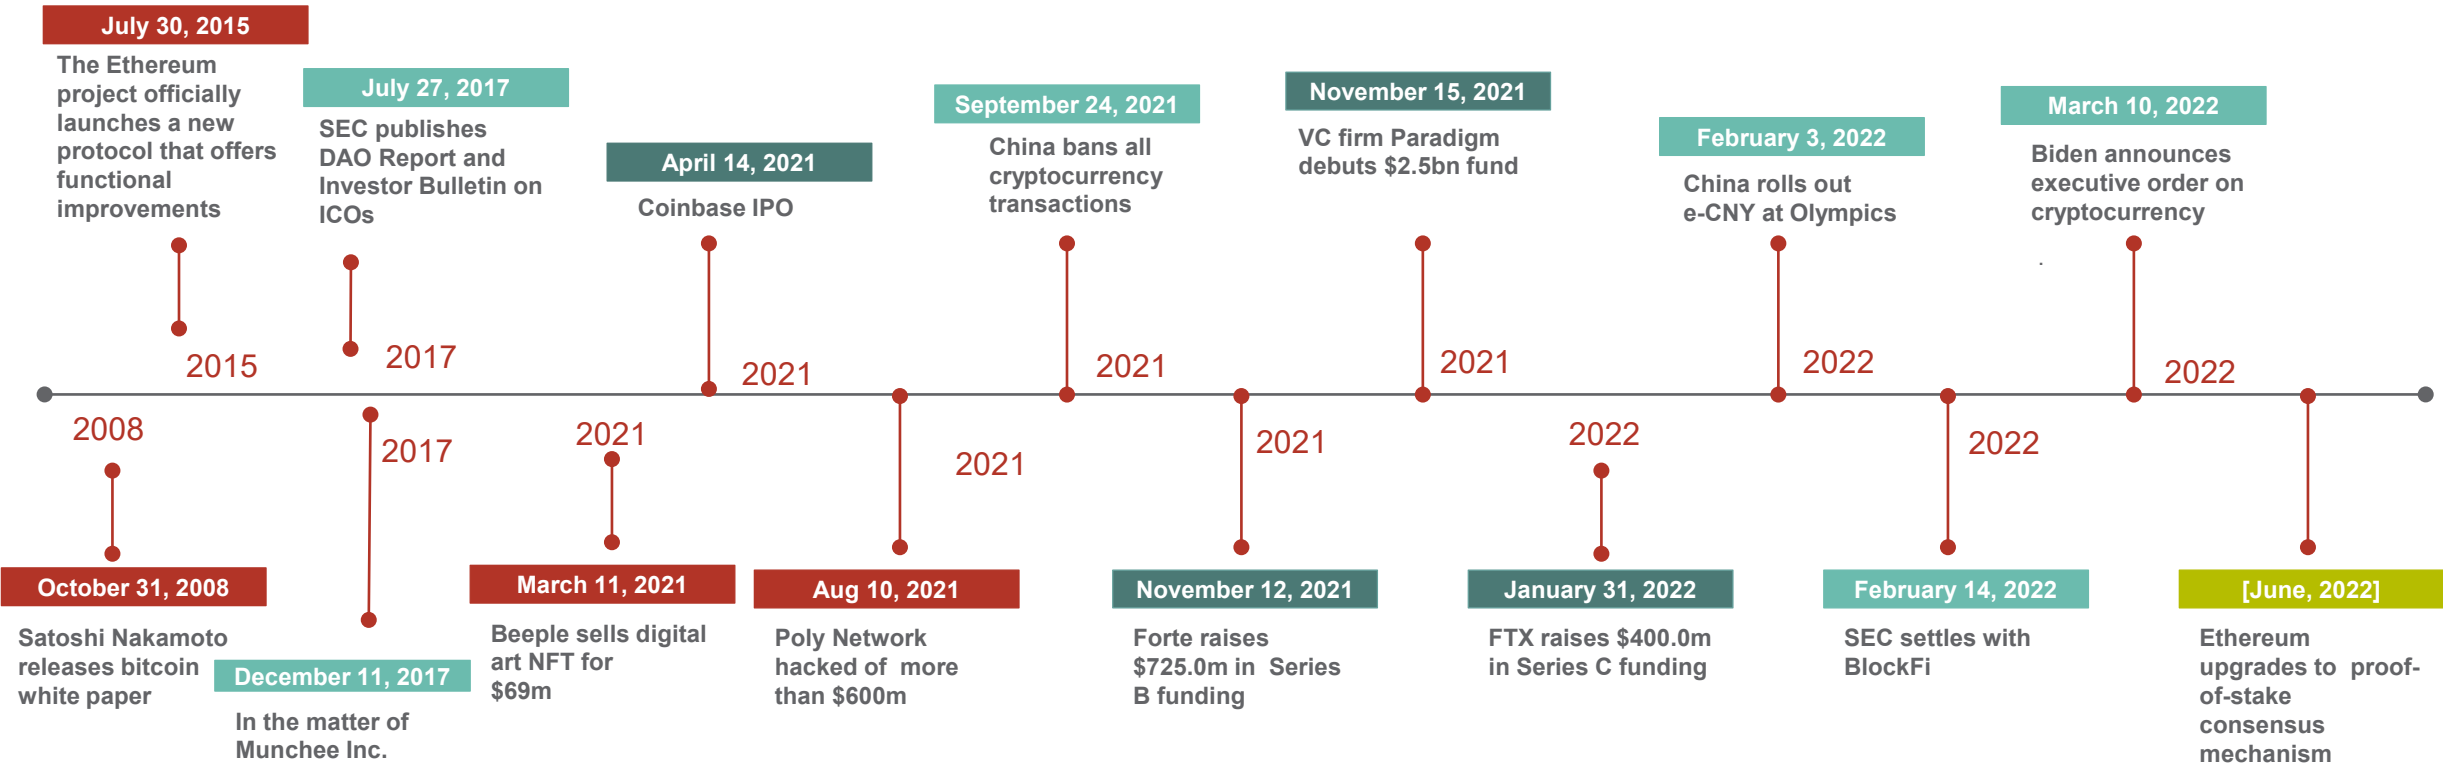 July 30, 2015
The Ethereum
project officially
launches a new
protocol that offers
functional
improvements
July 27, 2017
SEC publishes
DAO Report and
Investor Bulletin on
ICOs
April 14, 2021
Coinbase IPO
September 24, 2021
China bans all
cryptocurrency
transactions
November 15, 2021
VC firm Paradigm
debuts $2.5bn fund
February 3, 2022
China rolls out
e-CNY at Olympics
March 10, 2022
Biden announces
executive order on
cryptocurrency
.
2015
2017
2021
2021
2021
2022
2022
2008
2017
2021
2021
2021
2022
2022
October 31, 2008
Satoshi Nakamoto
releases bitcoin
white paper
December 11, 2017
In the matter of
Munchee Inc.
March 11, 2021
Beeple sells digital
art NFT for
$69m
Aug 10, 2021
Poly Network
hacked of more
than $600m
November 12, 2021
Forte raises
$725.0m in Series
B funding
January 31, 2022
FTX raises $400.0m
in Series C funding
February 14, 2022
SEC settles with
BlockFi
[June, 2022]
Ethereum
upgrades to proof-
of-stake
consensus
mechanism